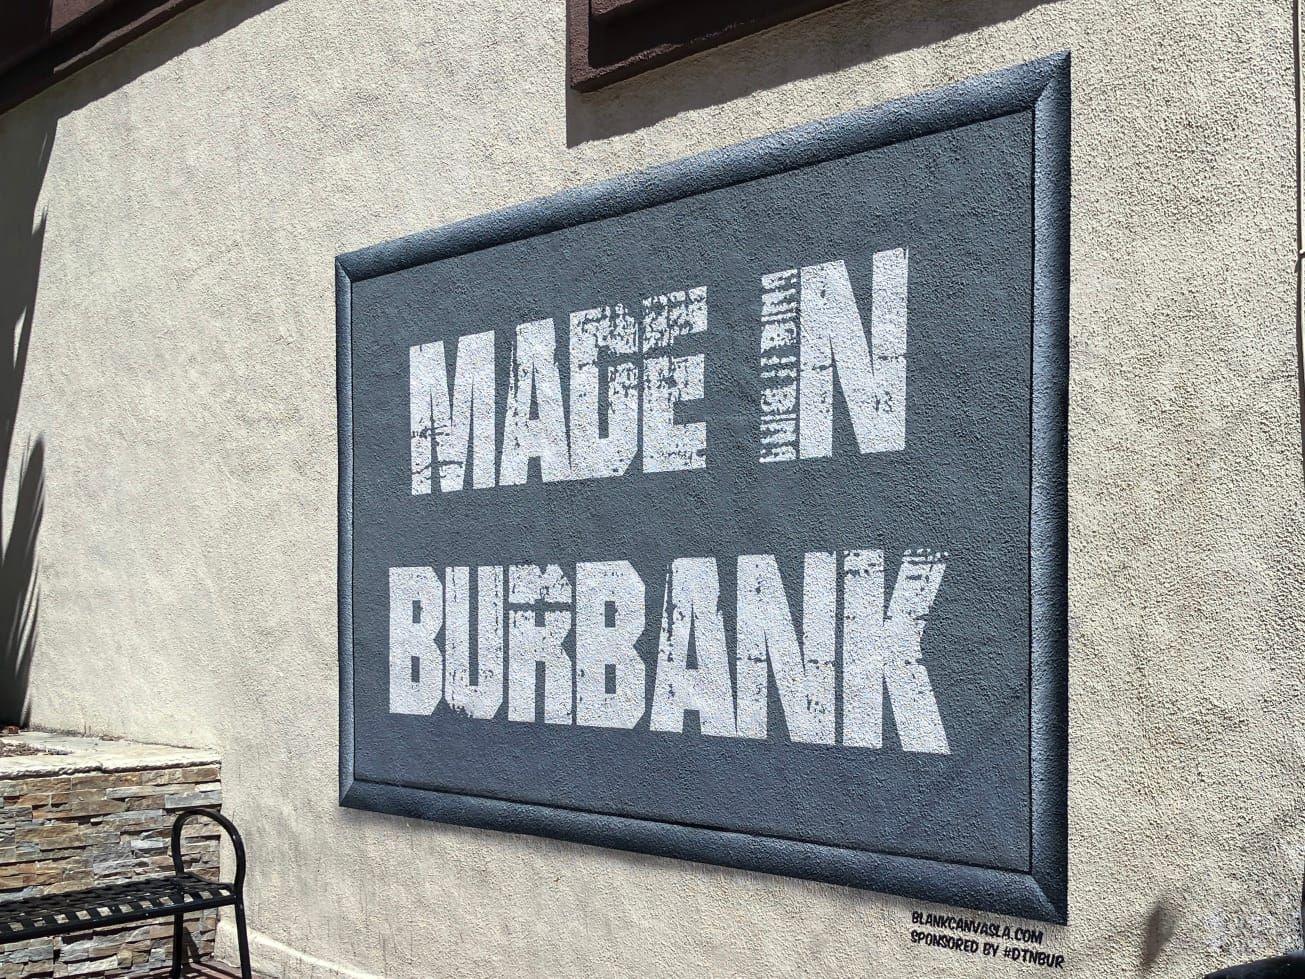 MADE IN
BURBANK
BLANKCANVASLA.COM
SPONSORED BY #DTNBUR